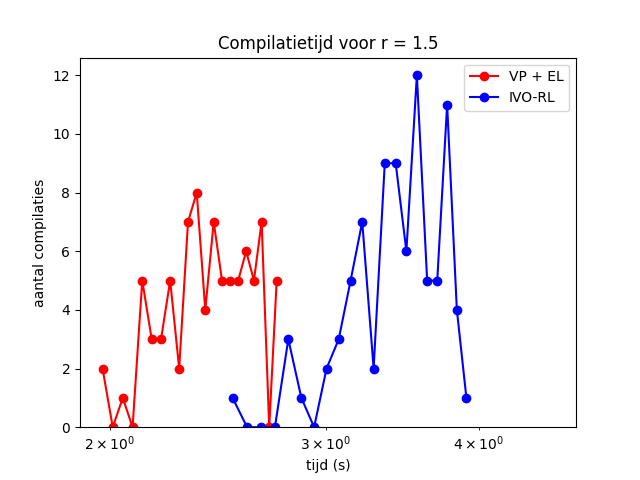 Compilatietijd voor r = 1.5
VP + EL
IVO-RL
aantal compilaties
12
10
8
6
4
2
0
2 × 10⁰
3 × 10⁰
4 × 10⁰
tijd (s)